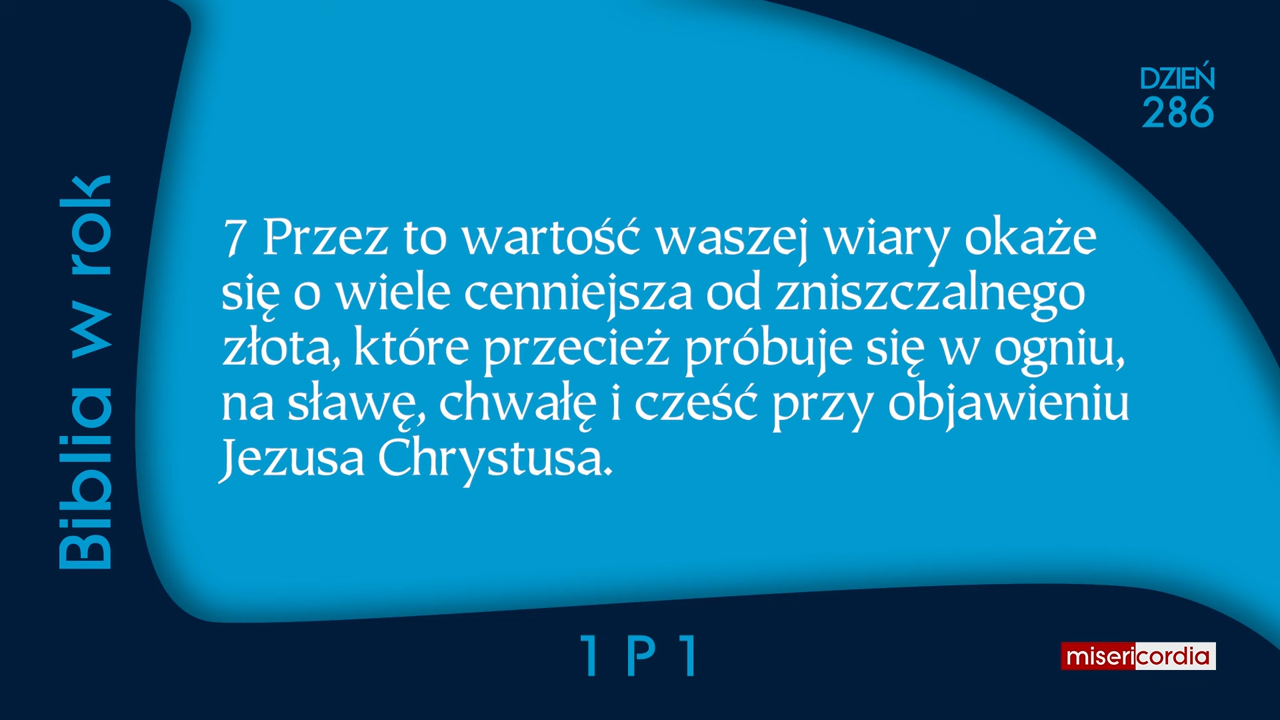 DZIEŃ
286
Biblia w rok
7 Przez to wartość waszej wiary okaże
się o wiele cenniejsza od zniszczalnego
złota, które przecież próbuje się w ogniu,
na sławę, chwałę i cześć przy objawieniu
Jezusa Chrystusa.
1 P 1
misericordia